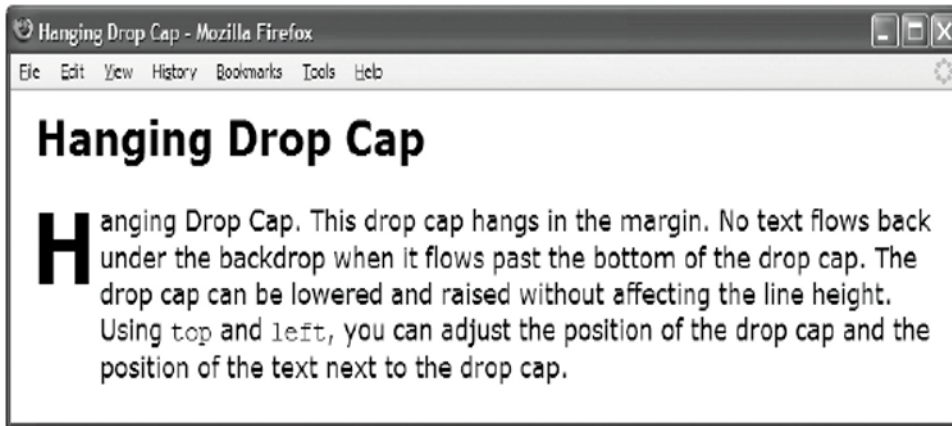 Hanging Drop Cap - Mozilla Firefox
File Edit View History Bookmarks Tools Help
Hanging Drop Cap
Hanging Drop Cap. This drop cap hangs in the margin. No text flows back
under the backdrop when it flows past the bottom of the drop cap. The
drop cap can be lowered and raised without affecting the line height.
Using top and left, you can adjust the position of the drop cap and the
position of the text next to the drop cap.